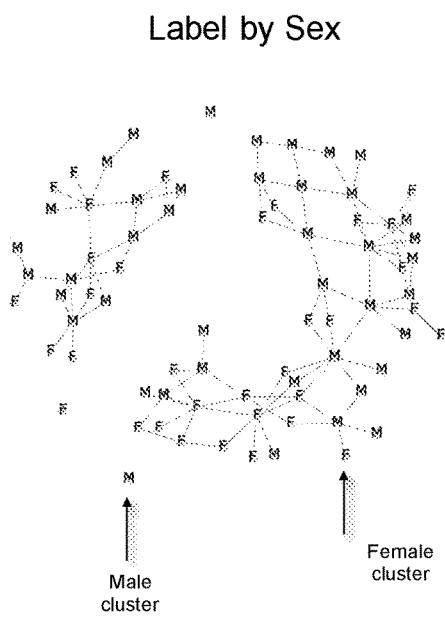 Label by Sex
M
M
M M M M
M
F M F
F M M M M F
M F M F M
F M M
M M M M
F M
M F F
M M M M
F M F M M F
M F F M F
F F M
M
M F M
M M M F M
F F F M
F F F M
F F F M F
M
Male
cluster
Female
cluster